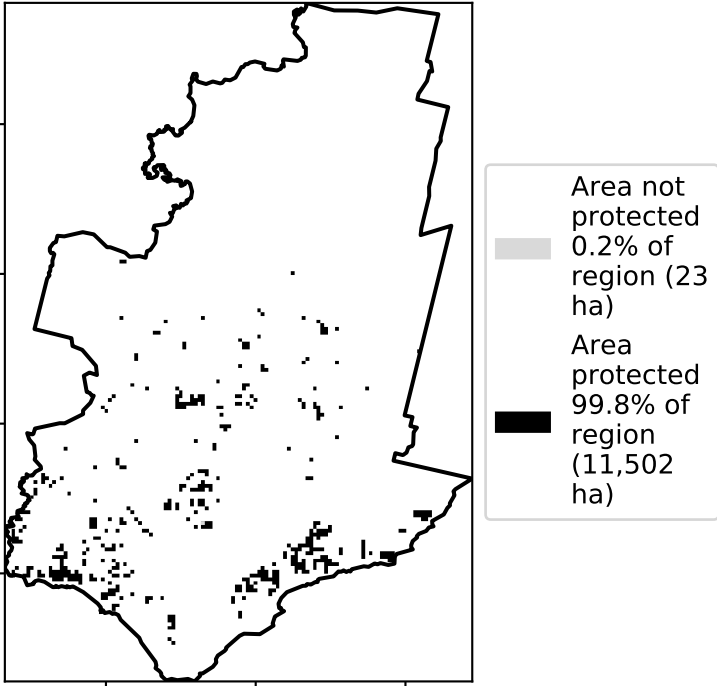 Area not
protected
0.2% of
region (23
ha)
Area
protected
99.8% of
region
(11,502
ha)